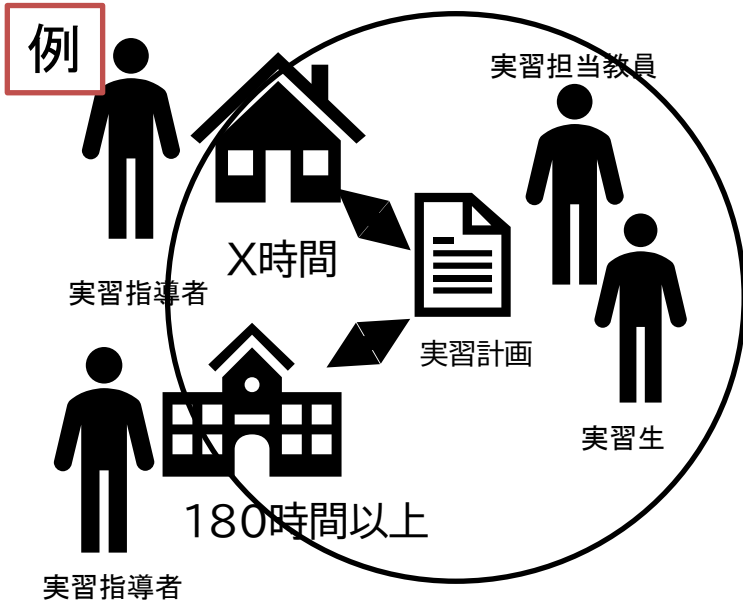 例
実習担当教員
X時間
実習指導者
実習計画
実習生
180時間以上
実習指導者